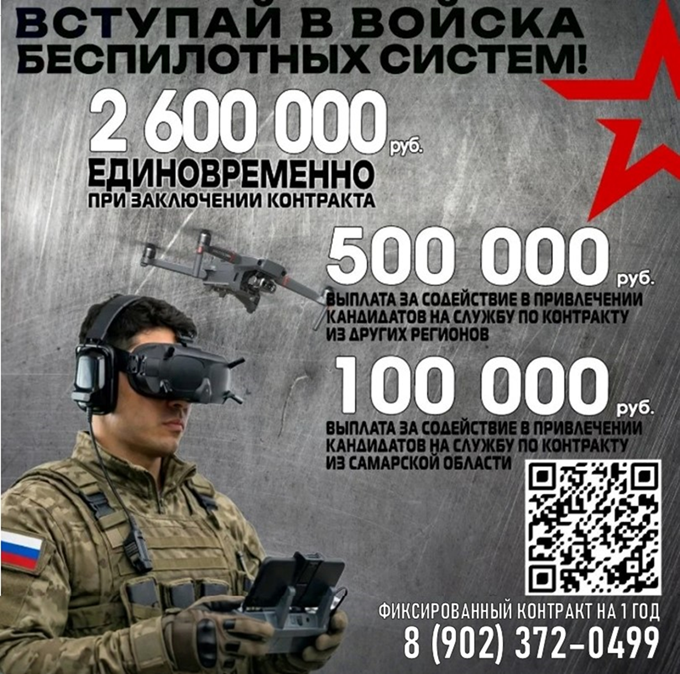 ВСТУПАЙ В ВОЙСКА
БЕСПИЛОТНЫХ СИСТЕМ!
2 600 000 руб.
ЕДИНОВРЕМЕННО
ПРИ ЗАКЛЮЧЕНИИ КОНТРАКТА
500 000 руб.
ВЫПЛАТА ЗА СОДЕЙСТВИЕ В ПРИВЛЕЧЕНИИ
КАНДИДАТОВ НА СЛУЖБУ ПО КОНТРАКТУ
ИЗ ДРУГИХ РЕГИОНОВ
100 000 руб.
ВЫПЛАТА ЗА СОДЕЙСТВИЕ В ПРИВЛЕЧЕНИИ
КАНДИДАТОВ НА СЛУЖБУ ПО КОНТРАКТУ
ИЗ САМАРСКОЙ ОБЛАСТИ
ФИКСИРОВАННЫЙ КОНТРАКТ НА 1 ГОД
8 (902) 372-0499